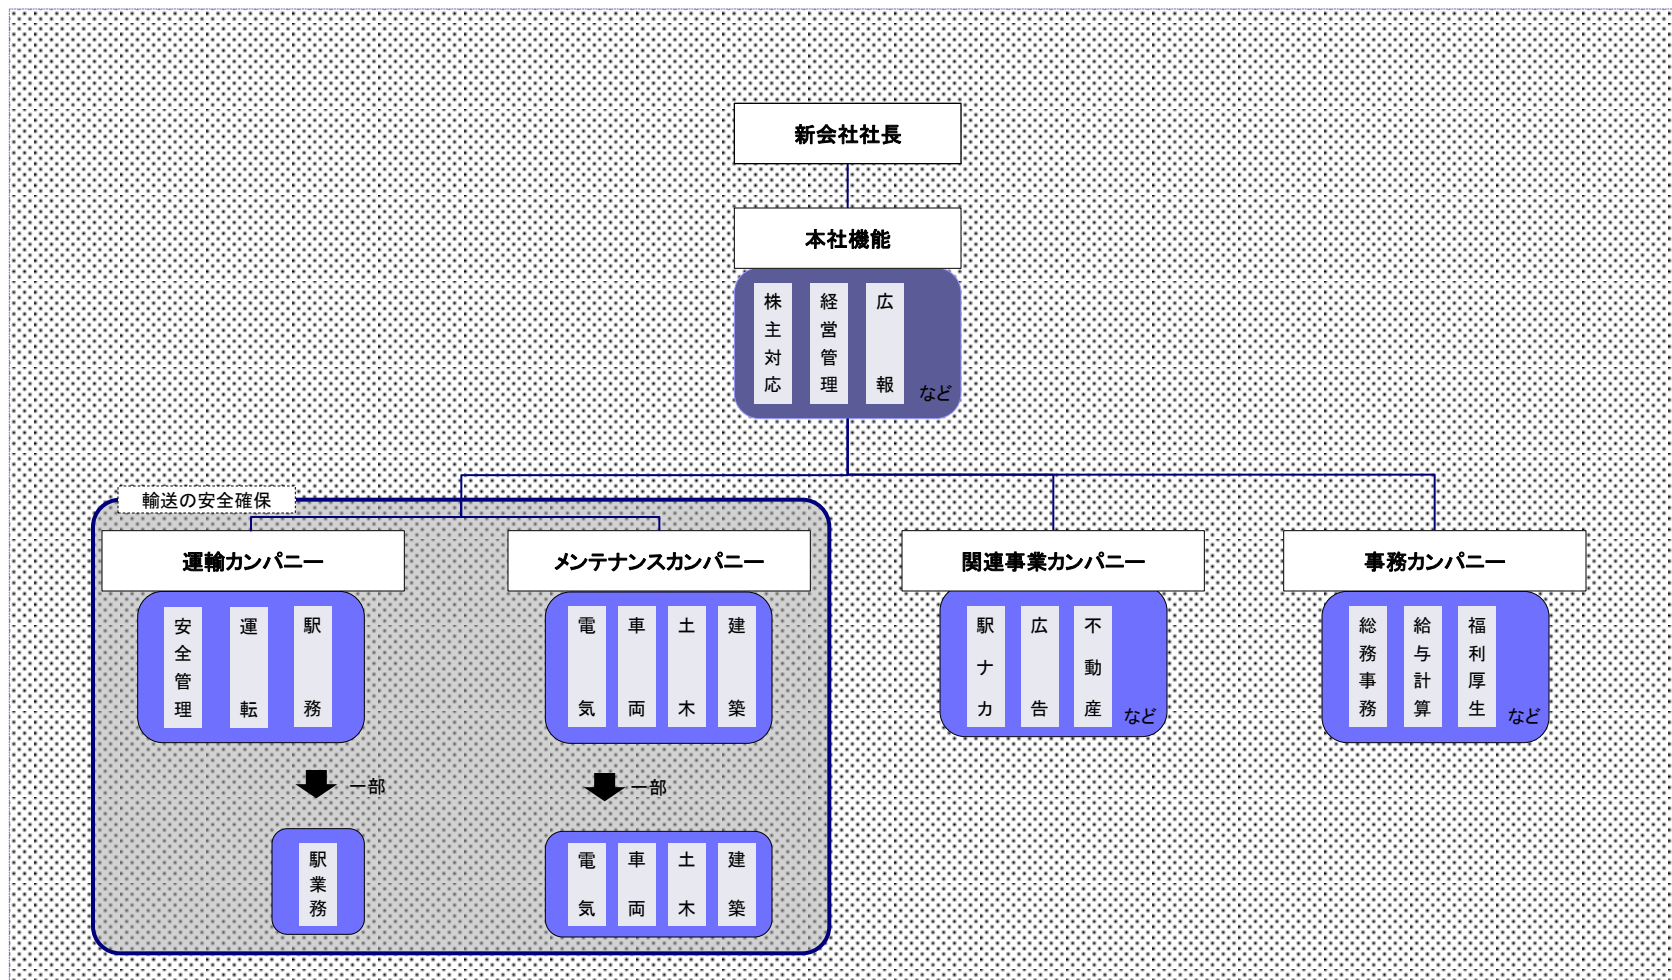 新会社社長
本社機能
株主対応
経営管理
広報
など
輸送の安全確保
運輸カンパニー
メンテナンスカンパニー
関連事業カンパニー
事務カンパニー
安全管理
運転
駅務
電気
車両
土木
建築
駅ナカ
広告
不動産
など
総務事務
給与計算
福利厚生
など
一部
一部
駅業務
電気
車両
土木
建築